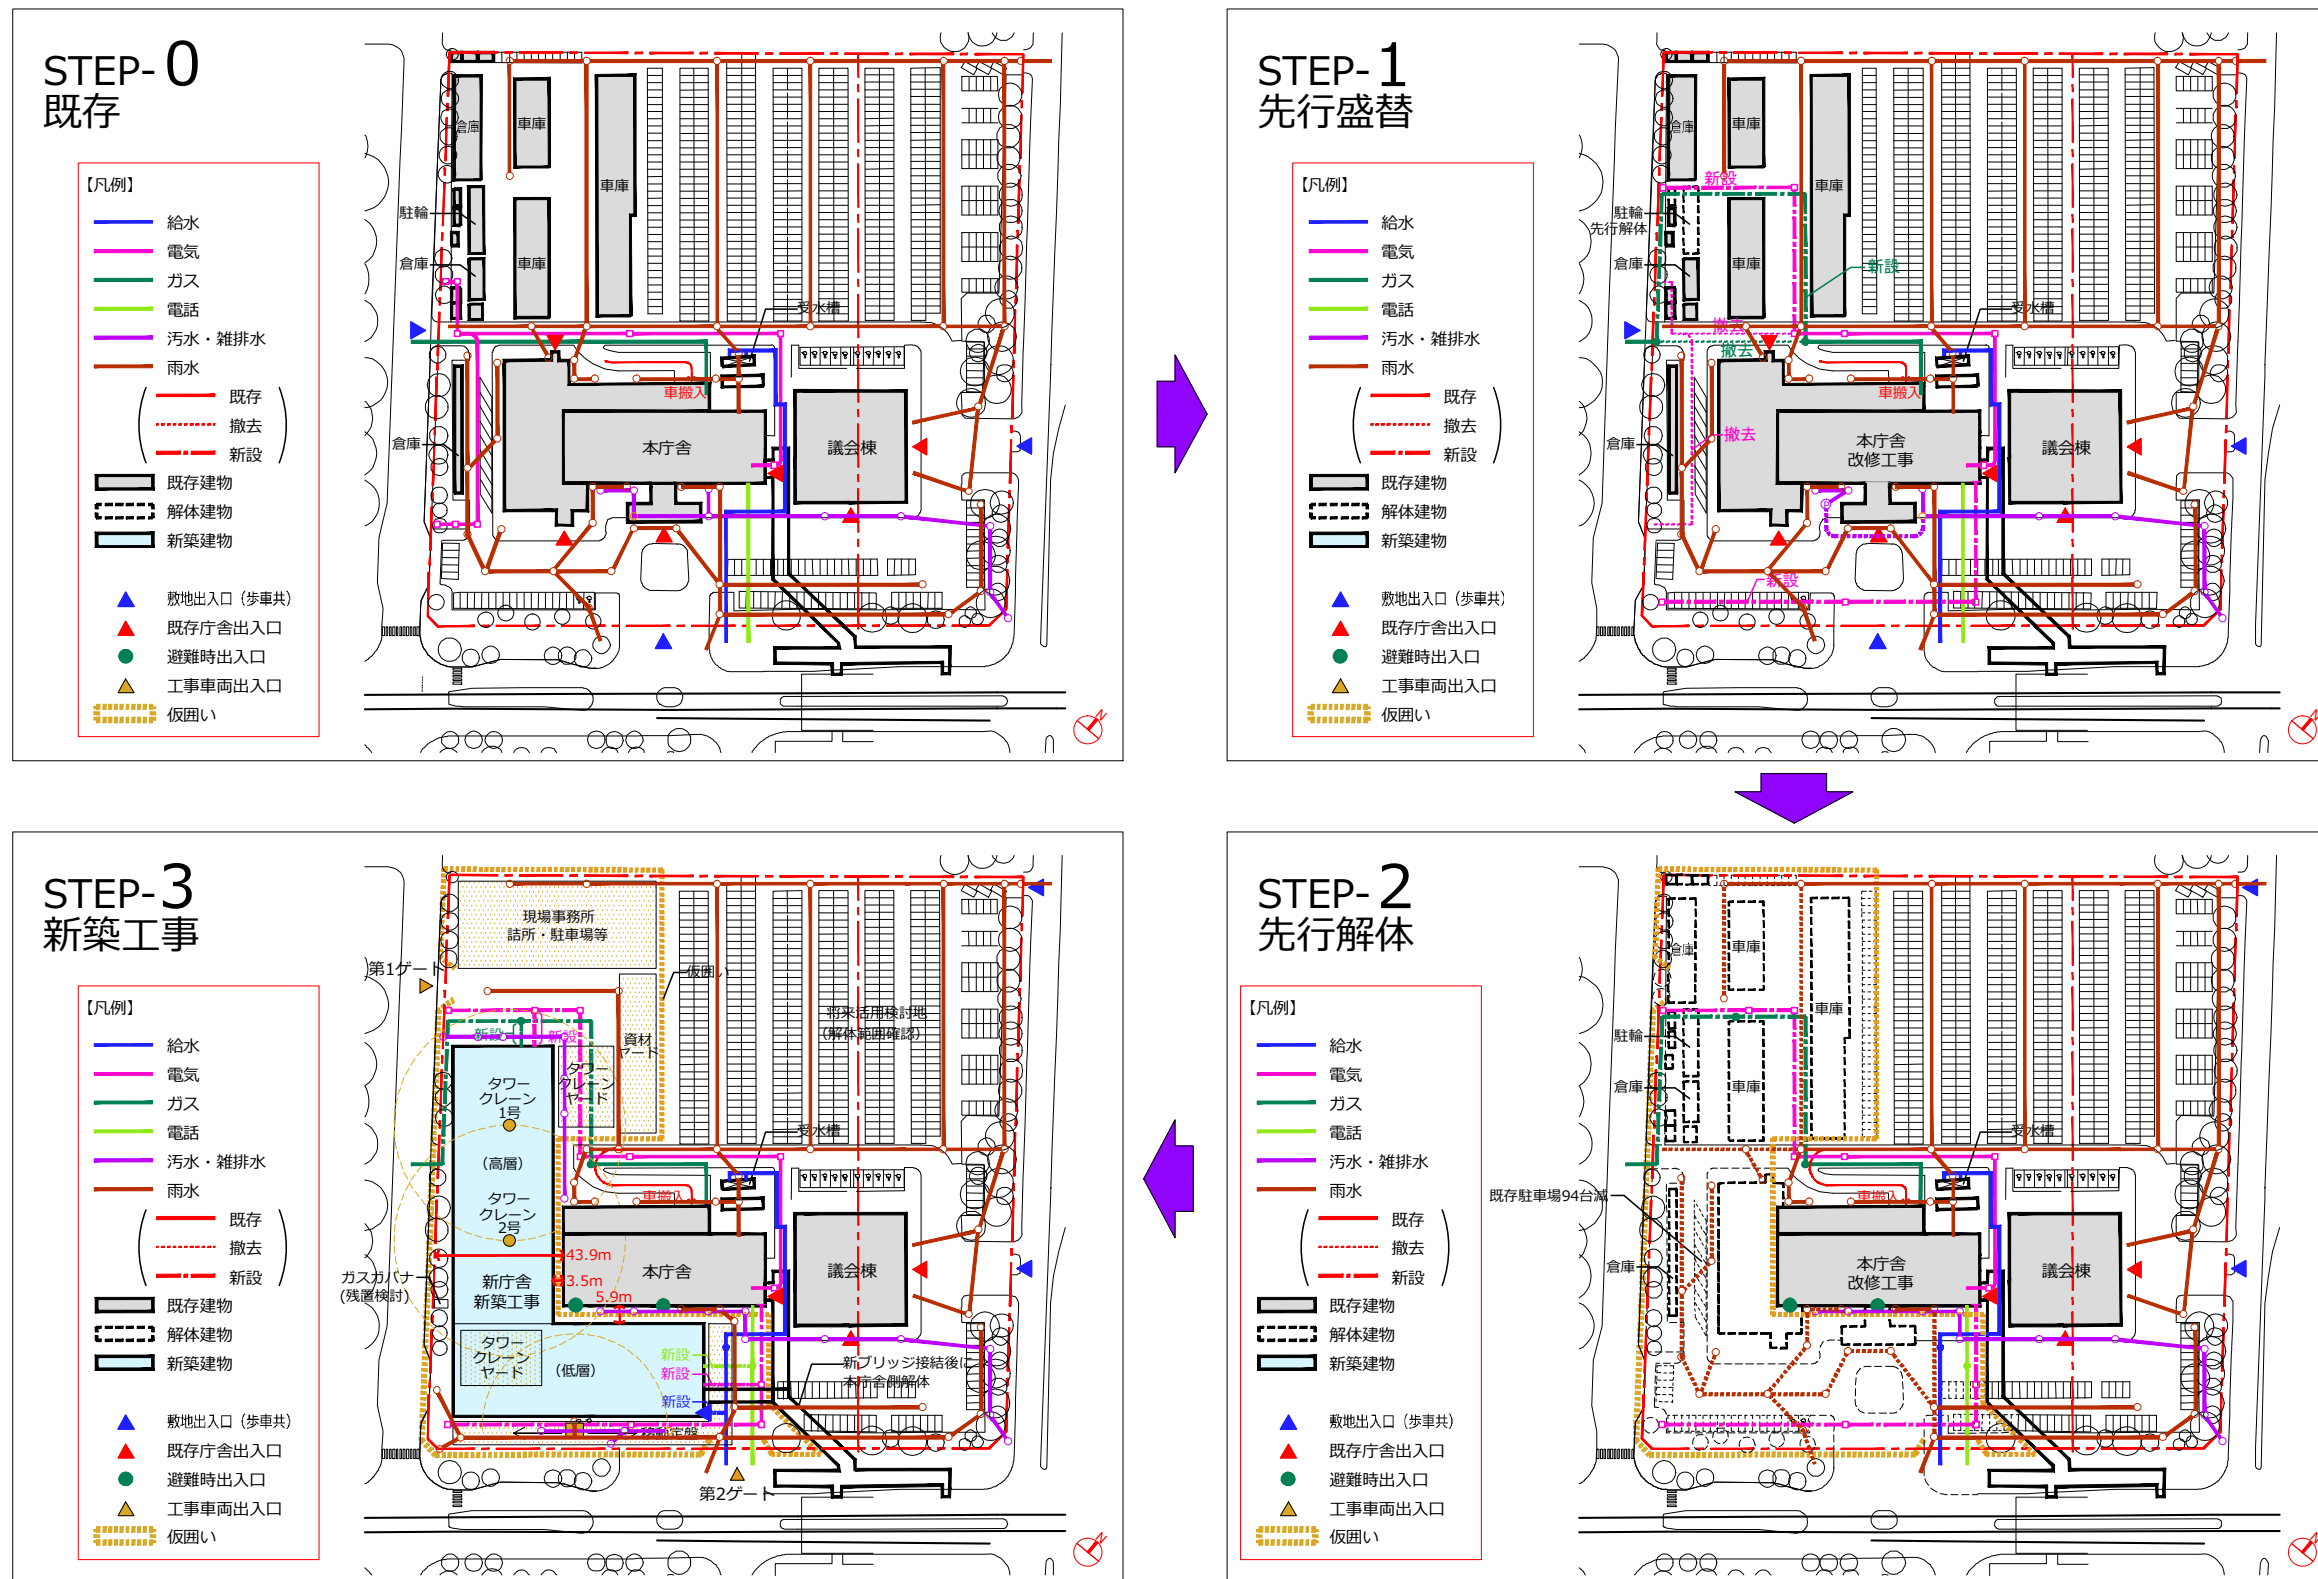 STEP-0
既存
【凡例】
給水
電気
ガス
電話
汚水・雑排水
雨水
既存
撤去
新設
既存建物
解体建物
新築建物
敷地出入口（歩車共）
既存庁舎出入口
避難時出入口
工事車両出入口
仮囲い
倉庫
車庫
車庫
駐輪
倉庫
車庫
受水槽
車搬入
倉庫
本庁舎
議会棟
STEP-1
先行盛替
【凡例】
給水
電気
ガス
電話
汚水・雑排水
雨水
既存
撤去
新設
既存建物
解体建物
新築建物
敷地出入口（歩車共）
既存庁舎出入口
避難時出入口
工事車両出入口
仮囲い
倉庫
車庫
新設
車庫
駐輪
先行解体
倉庫
車庫
新設
受水槽
撤去
撤去
車搬入
倉庫
撤去
本庁舎
改修工事
議会棟
新設
STEP-3
新築工事
【凡例】
給水
電気
ガス
電話
汚水・雑排水
雨水
既存
撤去
新設
既存建物
解体建物
新築建物
敷地出入口（歩車共）
既存庁舎出入口
避難時出入口
工事車両出入口
仮囲い
現場事務所
詰所・駐車場等
第1ゲート
仮囲い
将来活用検討地
（解体範囲確認）
新設
新設
資材
ヤード
タワー
クレーン
ヤード
タワー
クレーン
1号
受水槽
（高層）
タワー
クレーン
2号
車搬入
43.9m
本庁舎
議会棟
ガスガバナ
(残置検討)
新庁舎
新築工事
3.5m
5.9m
タワー
クレーン
ヤード
（低層）
新設
新設
新設
新ブリッジ接続後に
本庁舎側解体
第2ゲート
STEP-2
先行解体
【凡例】
給水
電気
ガス
電話
汚水・雑排水
雨水
既存
撤去
新設
既存建物
解体建物
新築建物
敷地出入口（歩車共）
既存庁舎出入口
避難時出入口
工事車両出入口
仮囲い
倉庫
車庫
車庫
駐輪
倉庫
車庫
受水槽
既存駐車場94台減
車搬入
倉庫
本庁舎
改修工事
議会棟